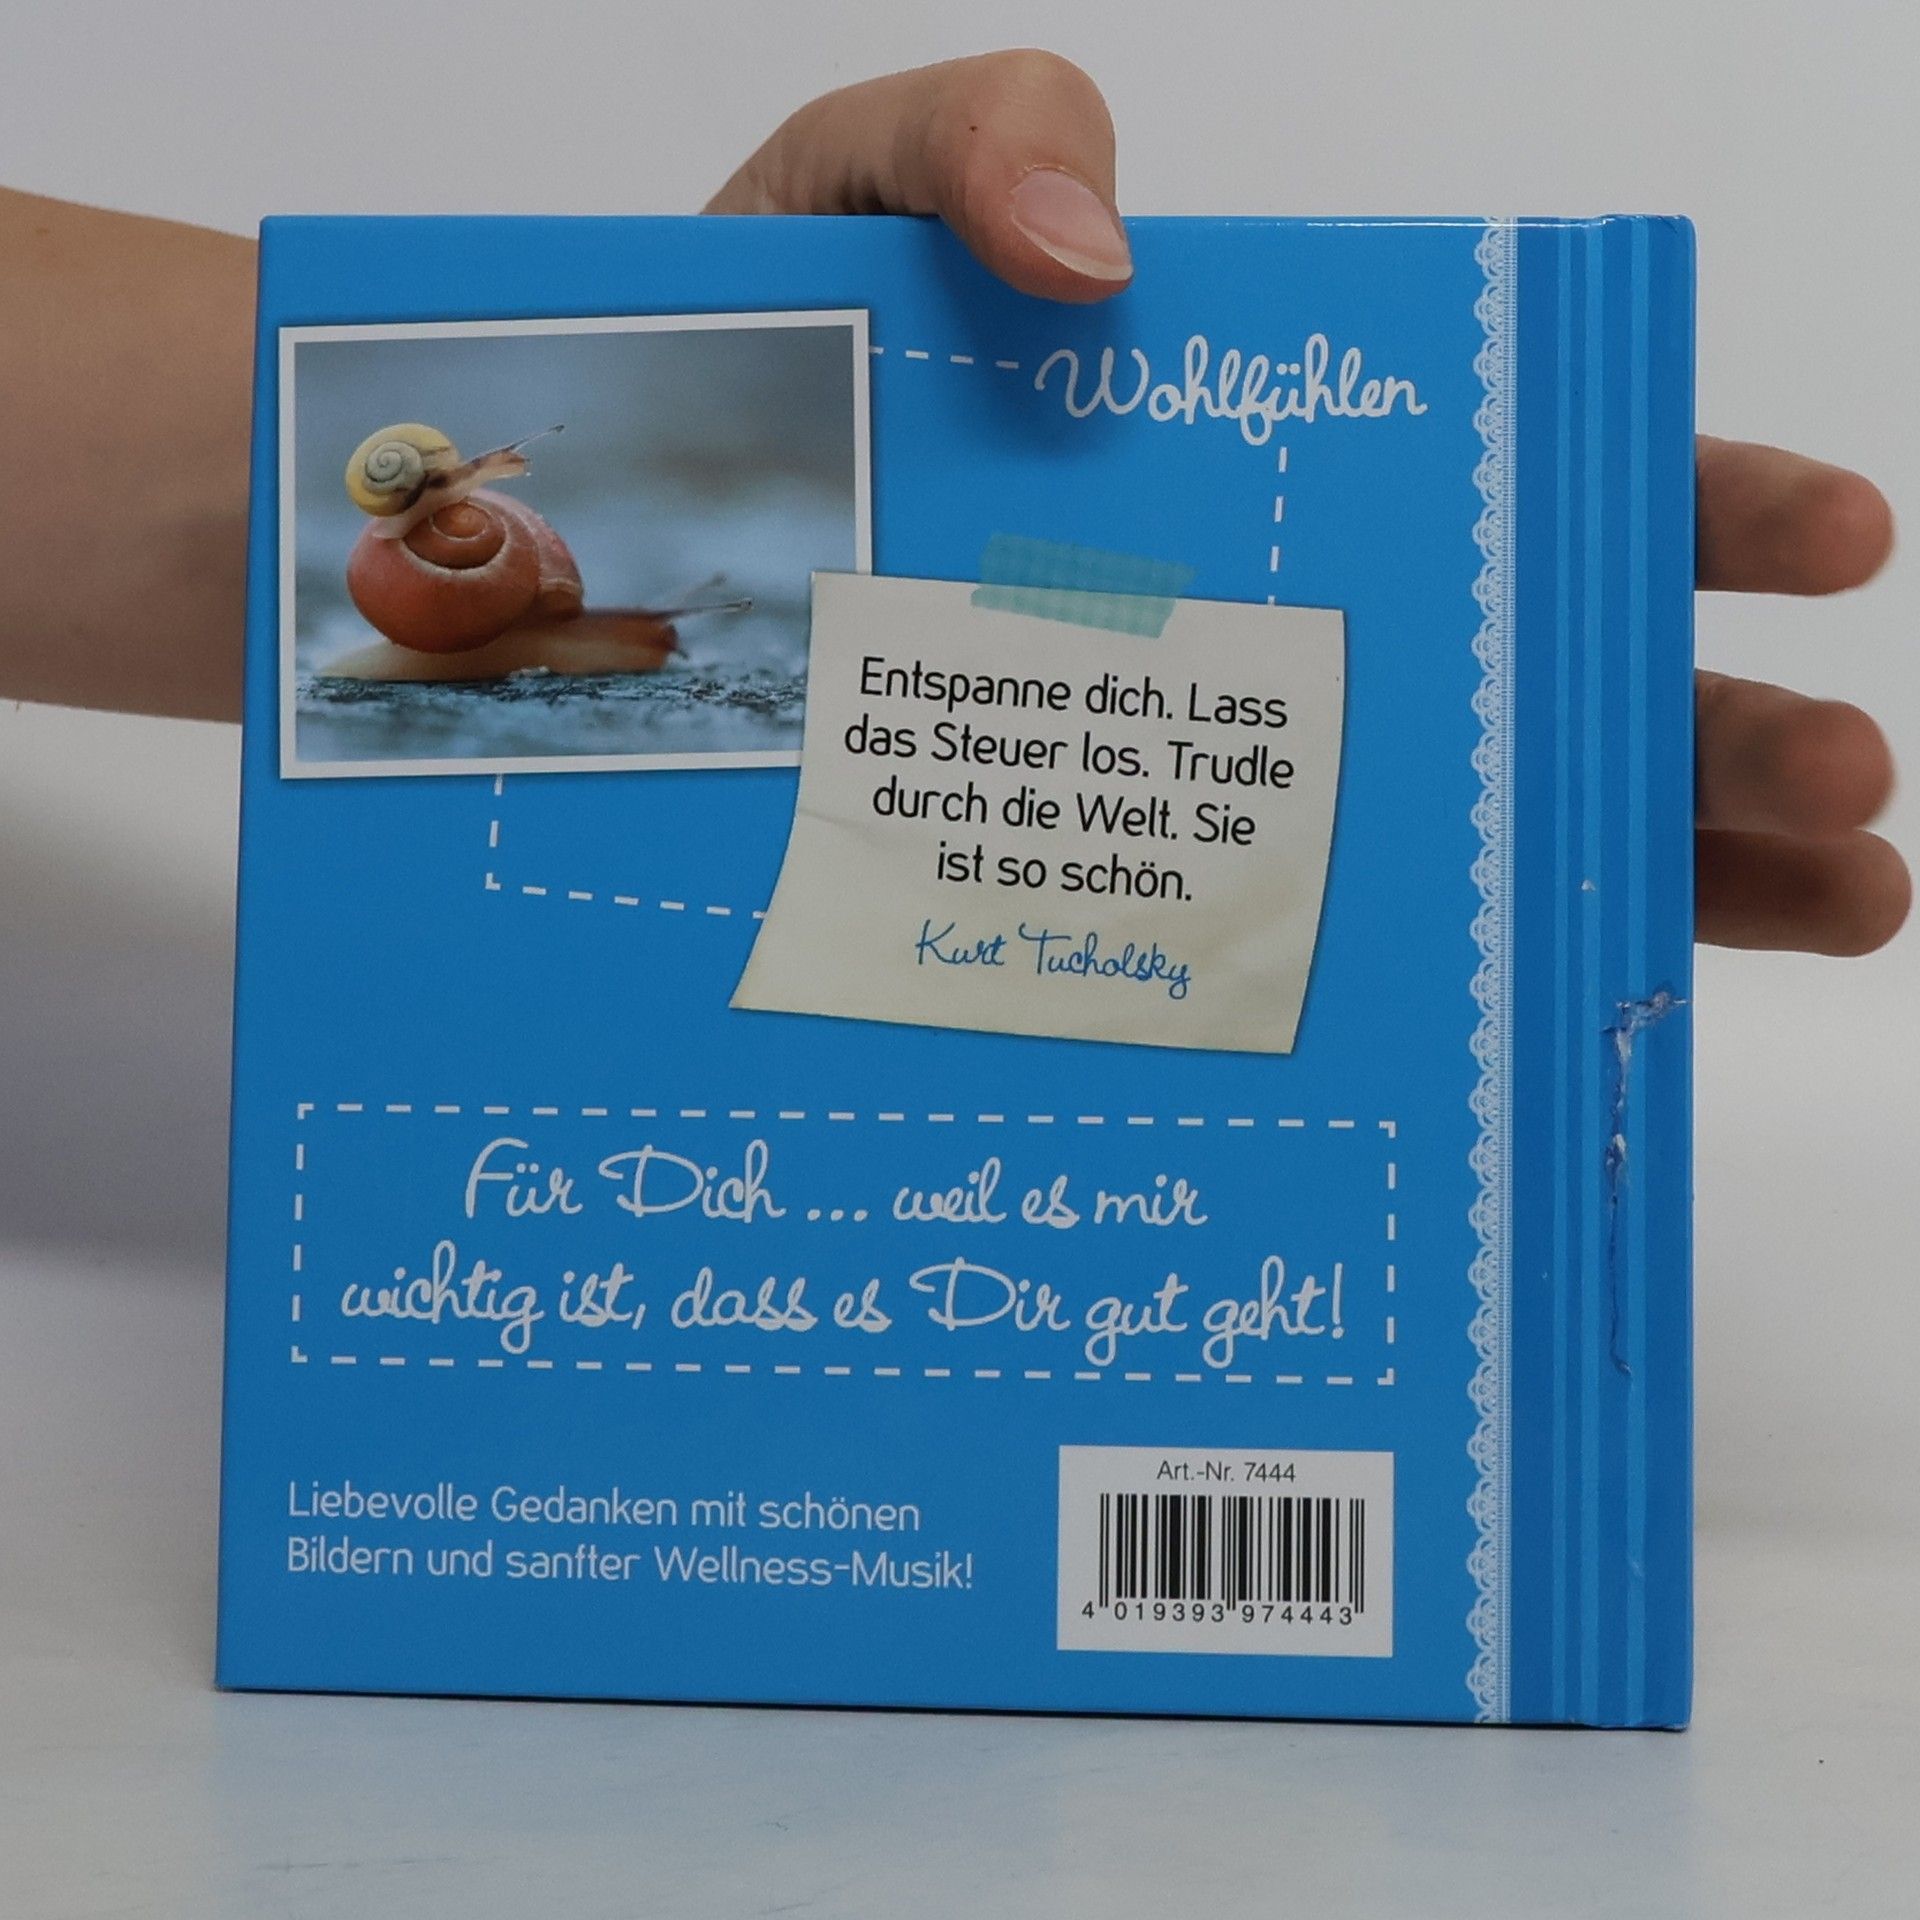 Wohlfühlen
Entspanne dich. Lass
das Steuer los. Trudle
durch die Welt. Sie
ist so schön.
Kurt Tucholsky
Für Dich ... weil es mir
wichtig ist, dass es Dir gut geht!
Liebevolle Gedanken mit schönen
Bildern und sanfter Wellness-Musik!
Art.-Nr. 7444
4 019393 974443